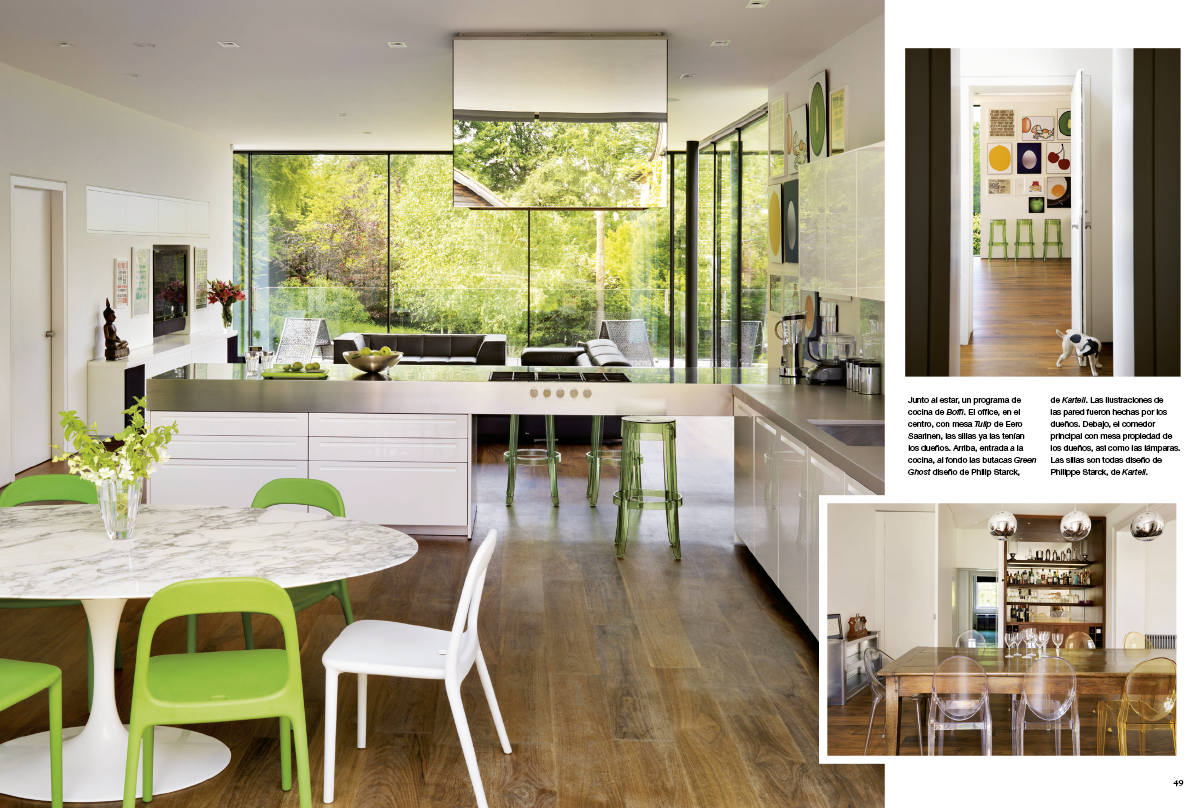 Junto al estar, un programa de
cocina de Boffi. El office, en el
centro, con mesa Tulip de Eero
Saarinen, las sillas ya las tenían
los dueños. Arriba, entrada a la
cocina, al fondo las butacas Green
Ghost diseño de Philip Starck,
de Kartell. Las ilustraciones de
las pared fueron hechas por los
dueños. Debajo, el comedor
principal con mesa propiedad de
los dueños, así como las lámparas.
Las sillas son todas diseño de
Philippe Starck, de Kartell.
49